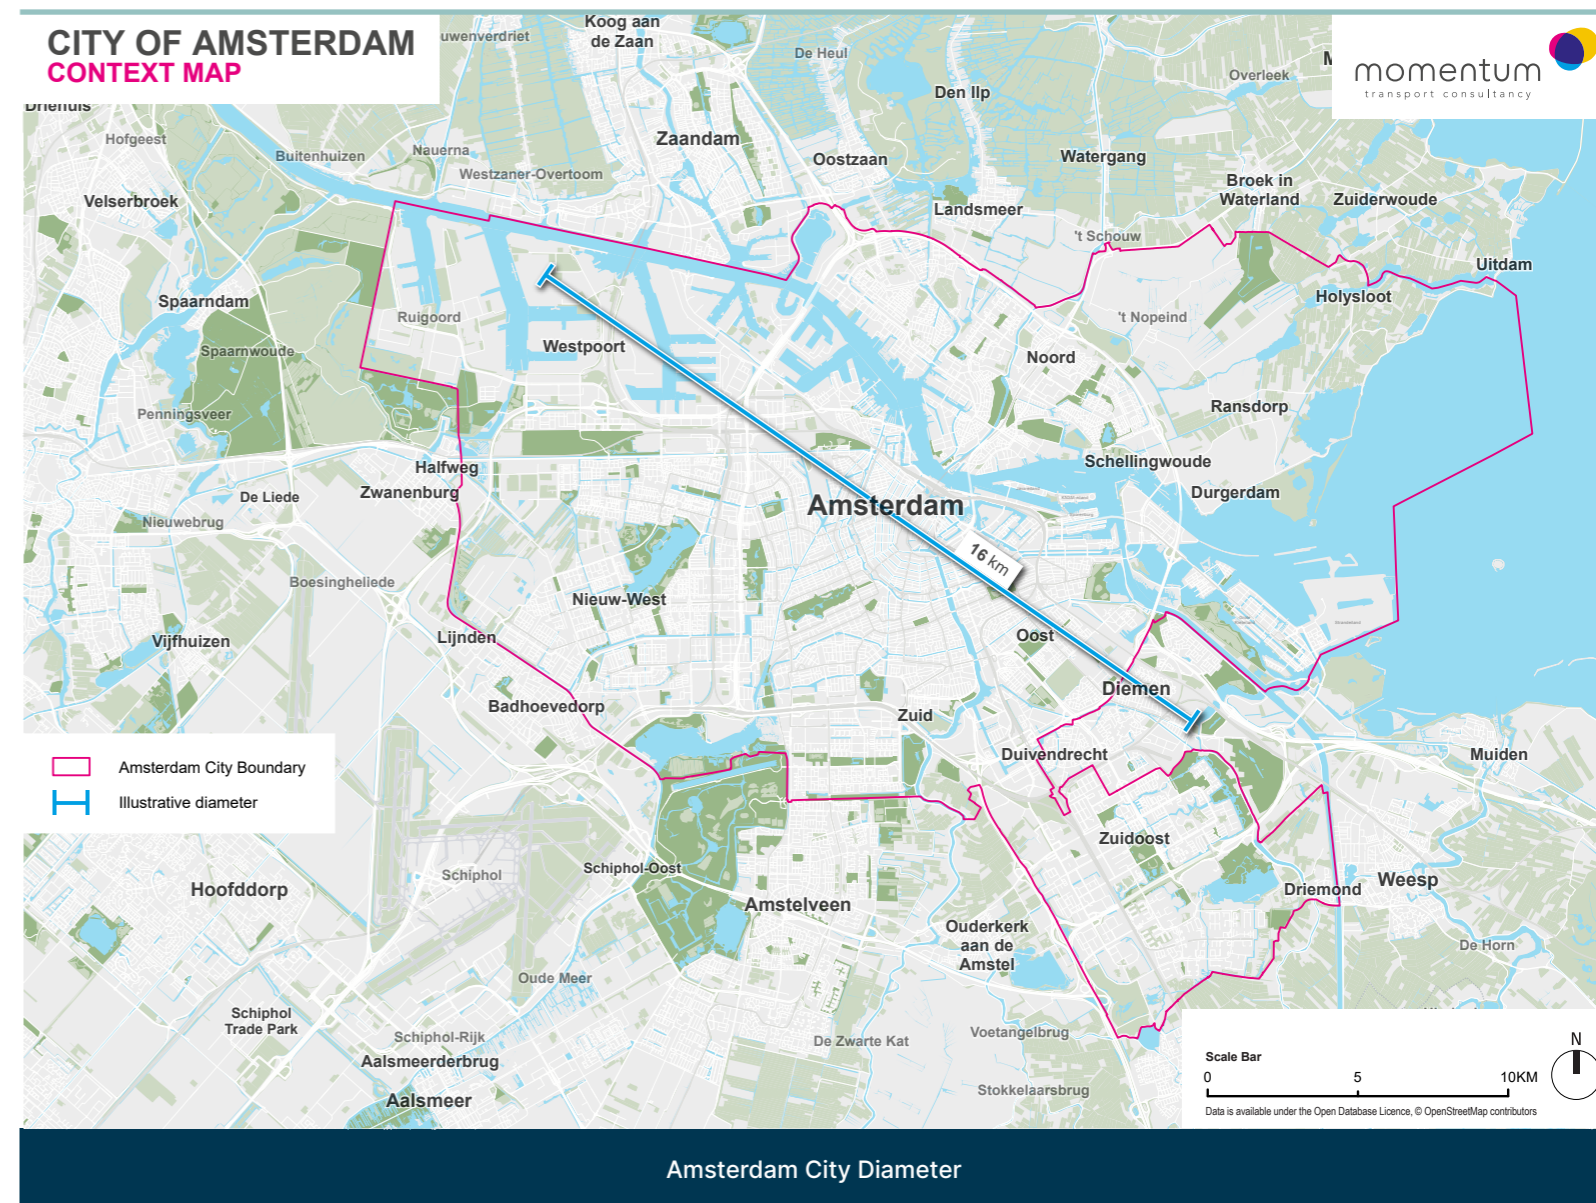 CITY OF AMSTERDAM
CONTEXT MAP
momentum
transport consultancy
Koog aan
de Zaan
De Heul
Overleek
Den Ilp
Driehuis
Hofgeest
Buitenhuizen
Nauerna
Zaandam
Oostzaan
Watergang
Westzaner-Overtoom
Broek in
Waterland
Zuiderwoude
Velserbroek
Landsmeer
't Schouw
Uitdam
Spaarndam
Holysloot
Ruigoord
't Nopeind
Westpoort
Spaarnwoude
Noord
Penningsveer
Ransdorp
Halfweg
Schellingwoude
Zwanenburg
De Liede
Durgerdam
Amsterdam
Nieuwebrug
16 km
Boesingheliede
Nieuw-West
Oost
Vijfhuizen
Lijnden
Diemen
Badhoevedorp
Zuid
Duivendrecht
Muiden
Amsterdam City Boundary
Illustrative diameter
Zuidoost
Schiphol-Oost
Schiphol
Hoofddorp
Weesp
Driemond
Amstelveen
Ouderkerk
aan de
Amstel
De Horn
Oude Meer
Schiphol
Trade Park
Schiphol-Rijk
De Zwarte Kat
Voetangelbrug
Aalsmeerderbrug
Stokkelaarsbrug
Aalsmeer
Scale Bar
0 5 10KM
N
Data is available under the Open Database Licence, © OpenStreetMap contributors
Amsterdam City Diameter